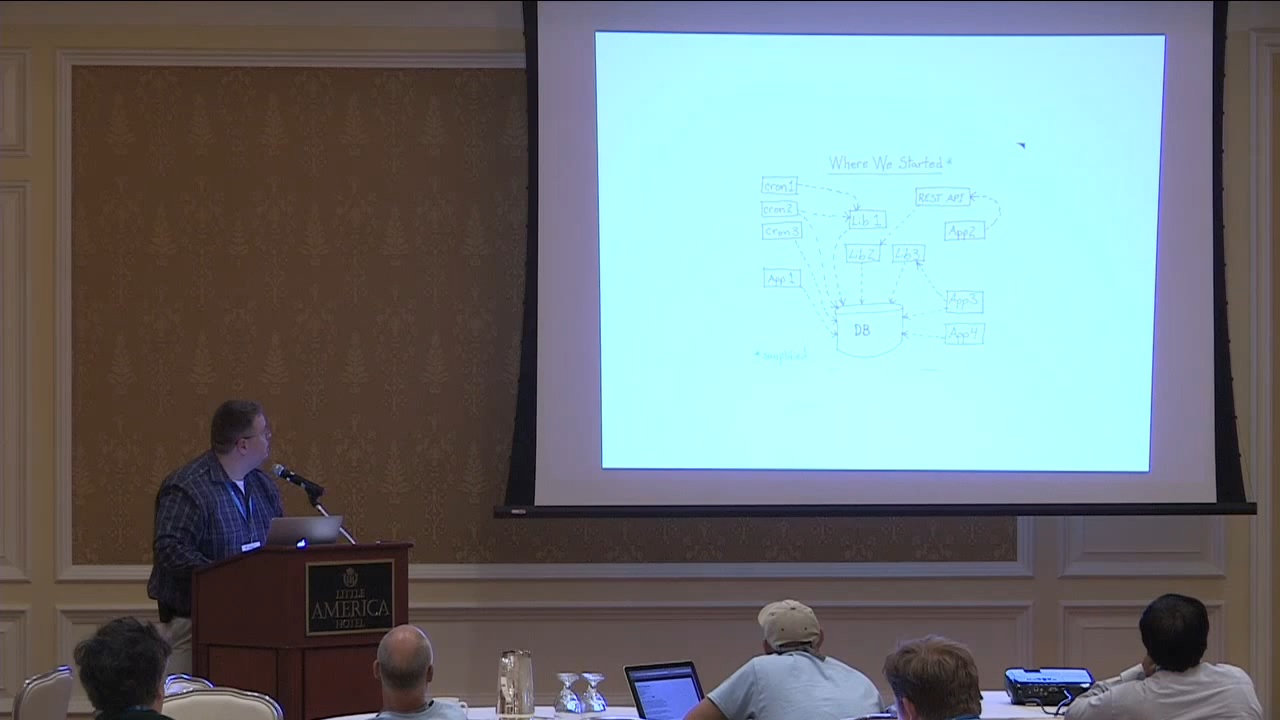 Where We Started*
cron1
cron2
cron3
REST API
Lib1
App2
Lib2
Lib3
App1
App3
DB
App4
*simplified
LITTLE
AMERICA
HOTEL